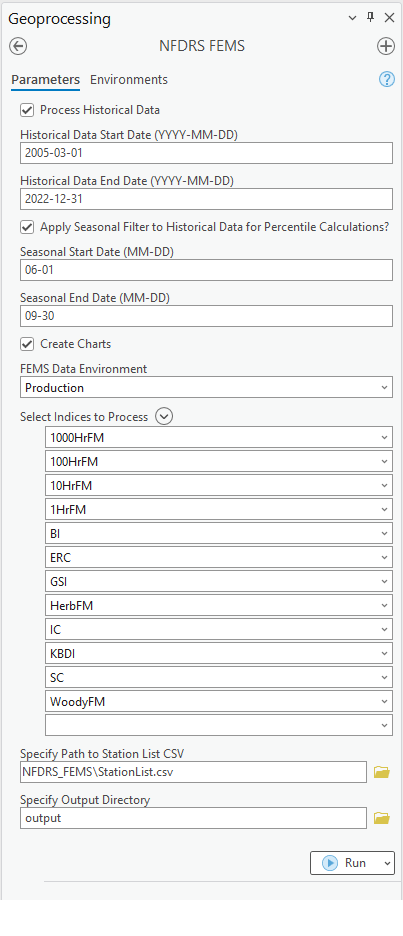 Geoprocessing
NFDRS FEMS
Parameters Environments
?
Process Historical Data
Historical Data Start Date (YYYY-MM-DD)
2005-03-01
Historical Data End Date (YYYY-MM-DD)
2022-12-31
Apply Seasonal Filter to Historical Data for Percentile Calculations?
Seasonal Start Date (MM-DD)
06-01
Seasonal End Date (MM-DD)
09-30
Create Charts
FEMS Data Environment
Production
Select Indices to Process
1000HrFM
100HrFM
10HrFM
1HrFM
BI
ERC
GSI
HerbFM
IC
KBDI
SC
WoodyFM
Specify Path to Station List CSV
NFDRS_FEMS\StationList.csv
Specify Output Directory
output
Run